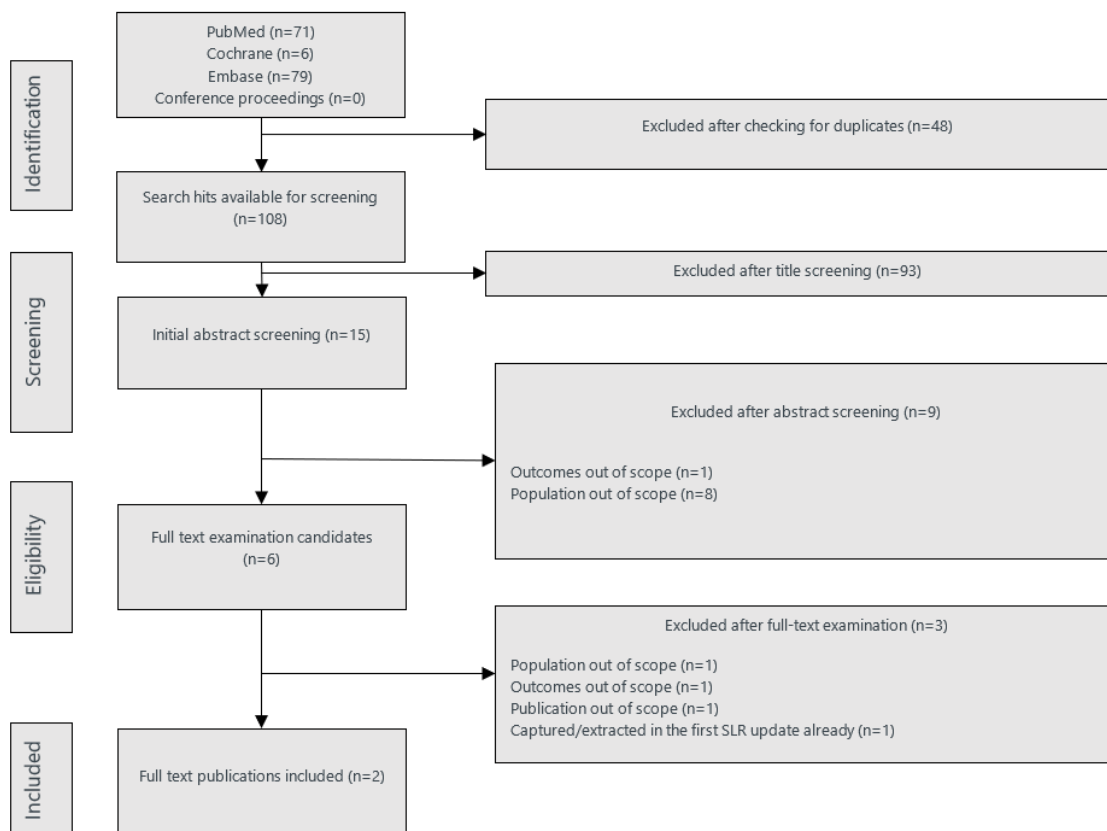 Identification
PubMed (n=71)
Cochrane (n=6)
Embase (n=79)
Conference proceedings (n=0)
Excluded after checking for duplicates (n=48)
Search hits available for screening
(n=108)
Screening
Excluded after title screening (n=93)
Initial abstract screening (n=15)
Excluded after abstract screening (n=9)
Outcomes out of scope (n=1)
Population out of scope (n=8)
Eligibility
Full text examination candidates
(n=6)
Excluded after full-text examination (n=3)
Population out of scope (n=1)
Outcomes out of scope (n=1)
Publication out of scope (n=1)
Captured/extracted in the first SLR update already (n=1)
Included
Full text publications included (n=2)